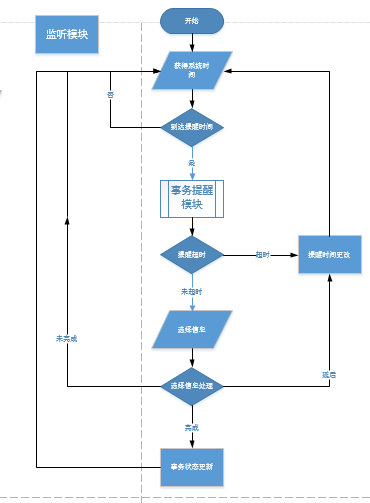 开始
监听模块
获得系统时
间
否
到达提醒时间
是
事务提醒
模块
提醒超时
超时
提醒时间更改
未超时
选择信息
未完成
延后
选择信息处理
完成
事务状态更新